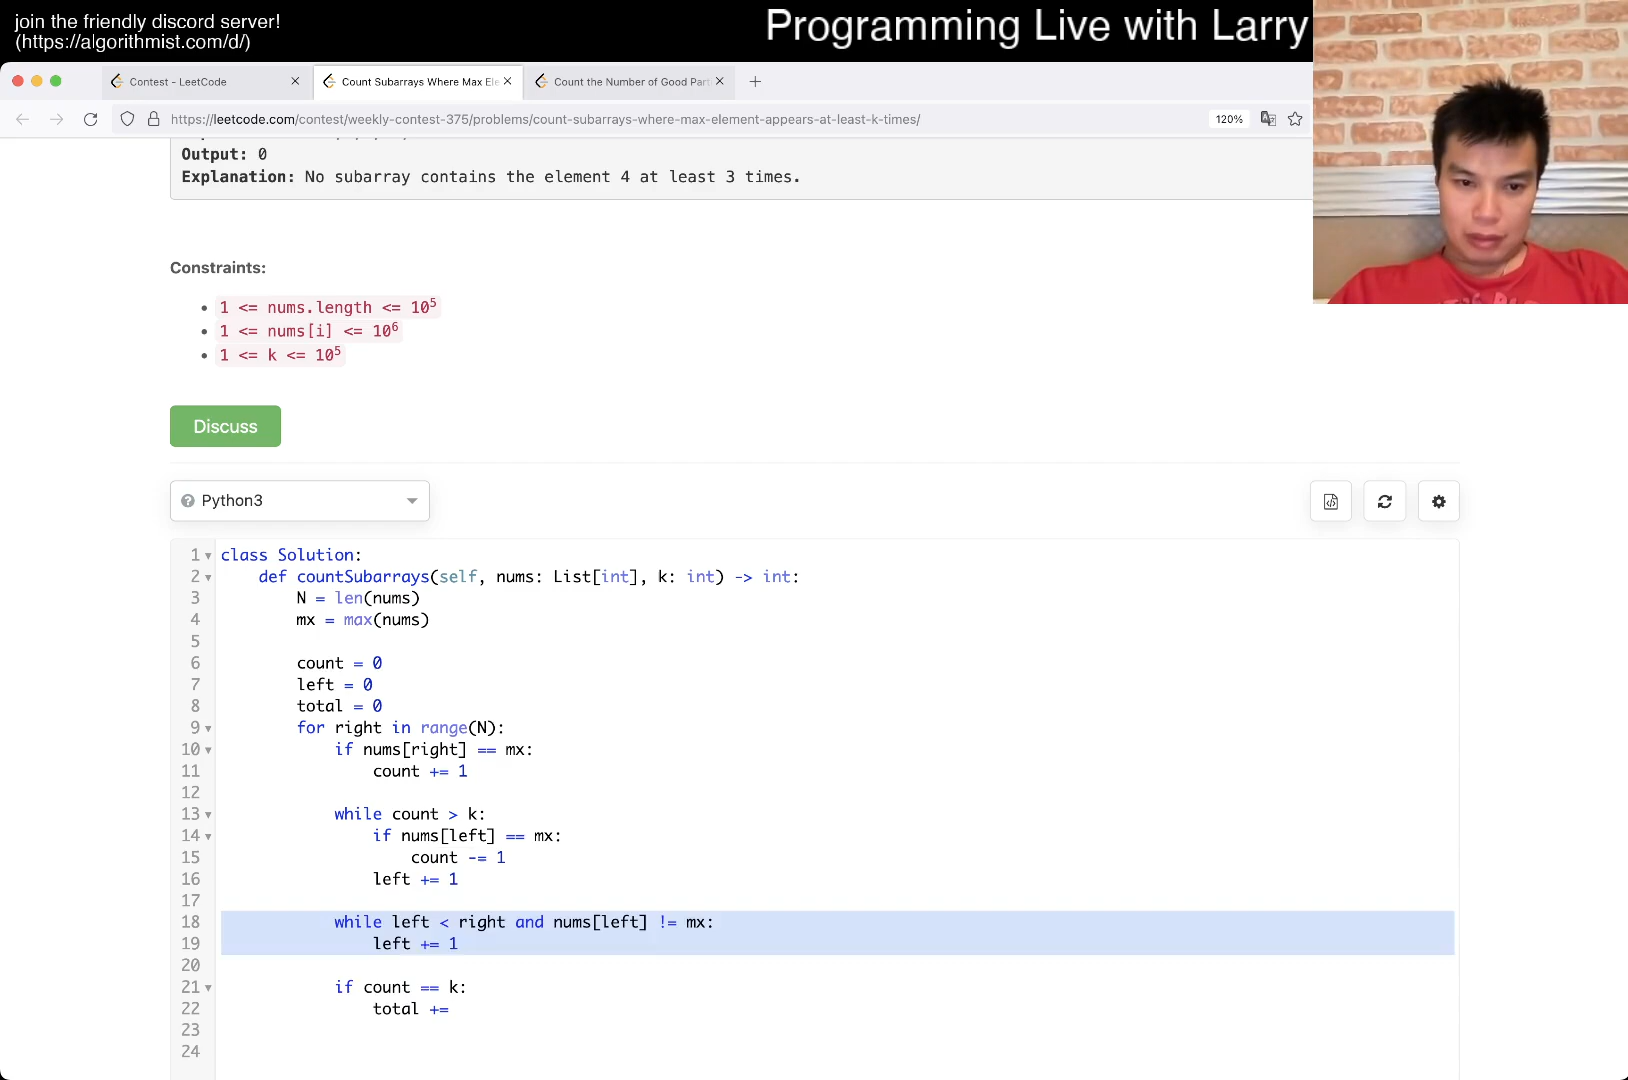 join the friendly discord server!
(https://algorithmist.com/d/)
Programming Live with Larry
Contest - LeetCode
Count Subarrays Where Max Ele
Count the Number of Good Part
https://leetcode.com/contest/weekly-contest-375/problems/count-subarrays-where-max-element-appears-at-least-k-times/
120%
Output: 0
Explanation: No subarray contains the element 4 at least 3 times.
Constraints:
1 <= nums.length <= 10⁵
1 <= nums[i] <= 10⁶
1 <= k <= 10⁵
Discuss
Python3
1 class Solution:
2     def countSubarrays(self, nums: List[int], k: int) -> int:
3         N = len(nums)
4         mx = max(nums)
5
6         count = 0
7         left = 0
8         total = 0
9         for right in range(N):
10             if nums[right] == mx:
11                 count += 1
12
13             while count > k:
14                 if nums[left] == mx:
15                     count -= 1
16                 left += 1
17
18             while left < right and nums[left] != mx:
19                 left += 1
20
21             if count == k:
22                 total +=
23
24